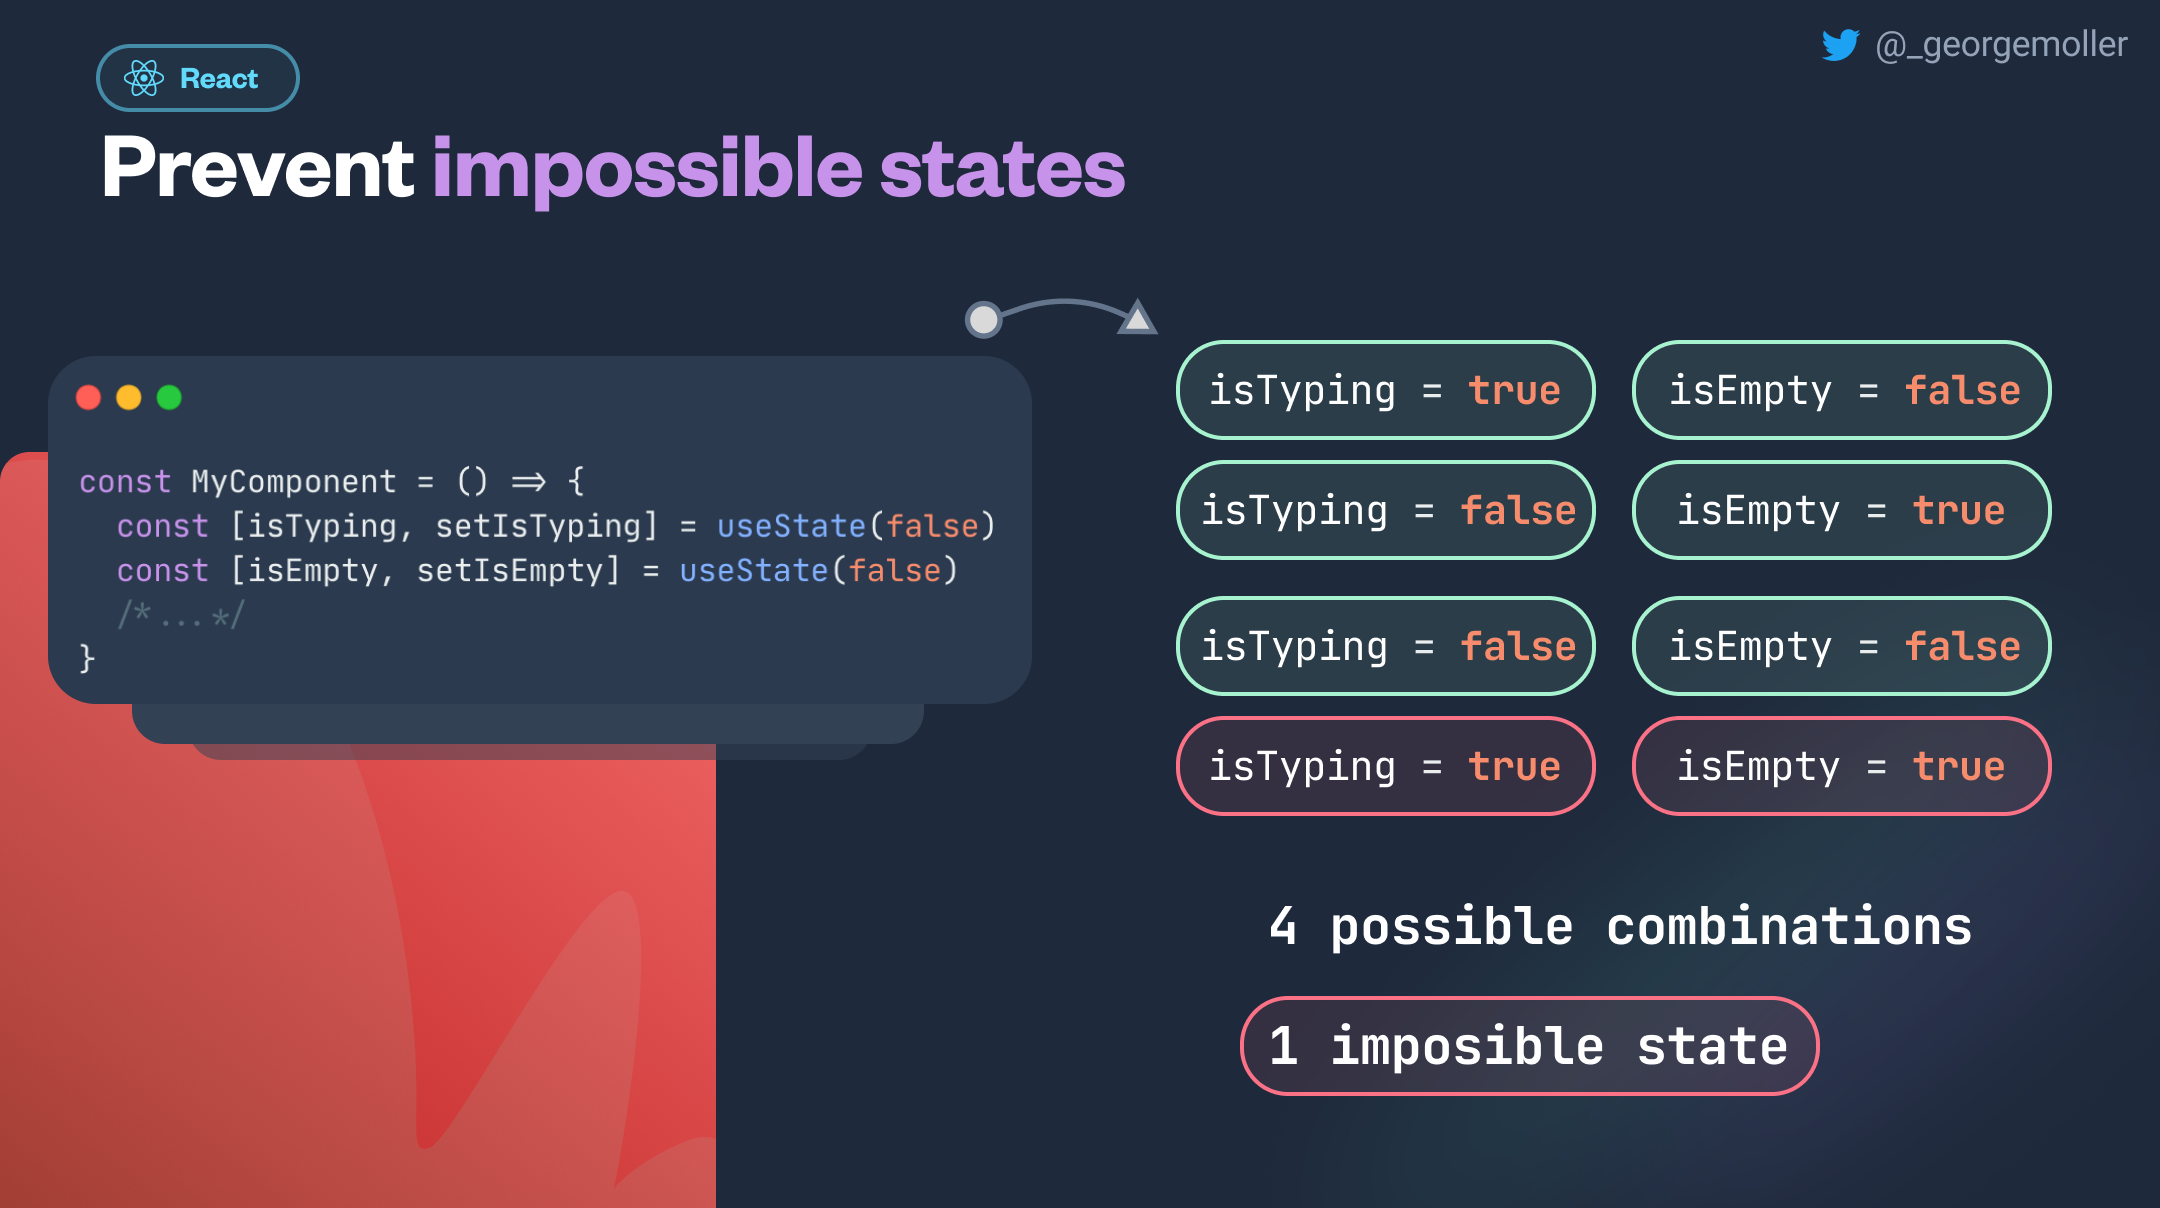 React
@_georgemoller
Prevent impossible states
const MyComponent = () => {
const [isTyping, setIsTyping] = useState(false)
const [isEmpty, setIsEmpty] = useState(false)
/*...*/
}
isTyping = true isEmpty = false
isTyping = false isEmpty = true
isTyping = false isEmpty = false
isTyping = true isEmpty = true
4 possible combinations
1 imposible state